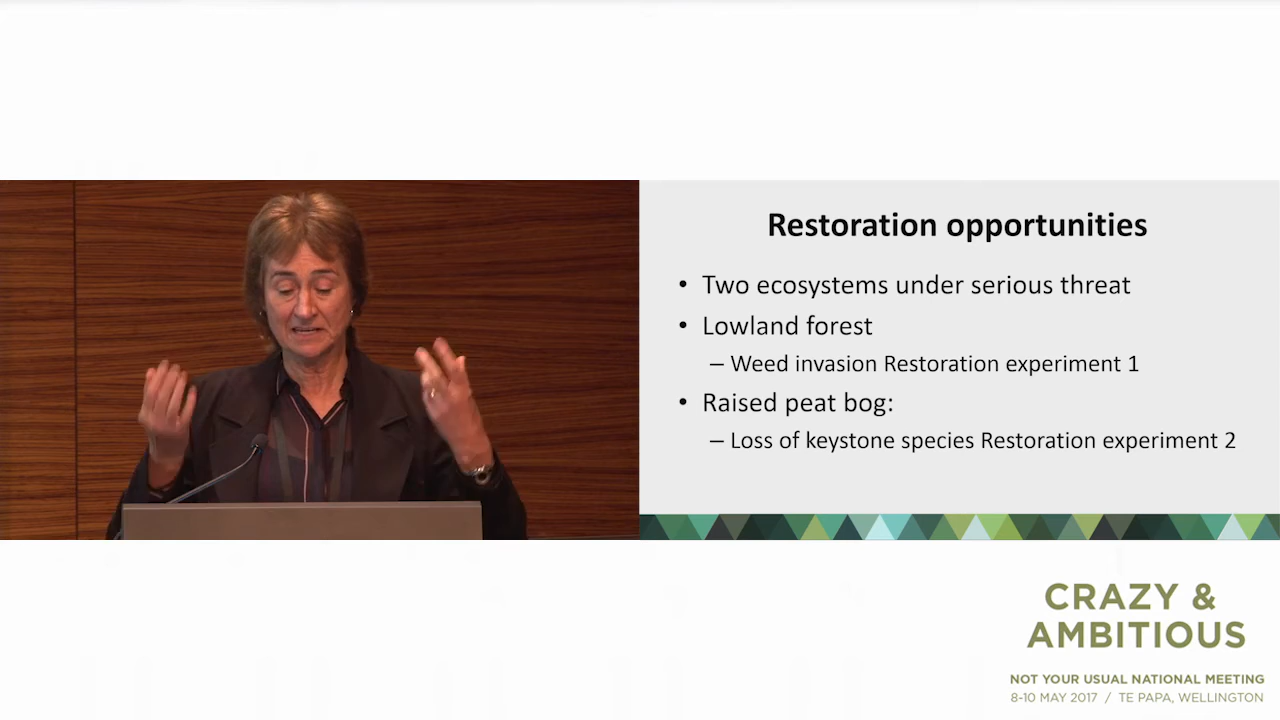 Restoration opportunities
• Two ecosystems under serious threat
• Lowland forest
– Weed invasion Restoration experiment 1
• Raised peat bog:
– Loss of keystone species Restoration experiment 2
CRAZY &
AMBITIOUS
NOT YOUR USUAL NATIONAL MEETING
8-10 MAY 2017 / TE PAPA, WELLINGTON